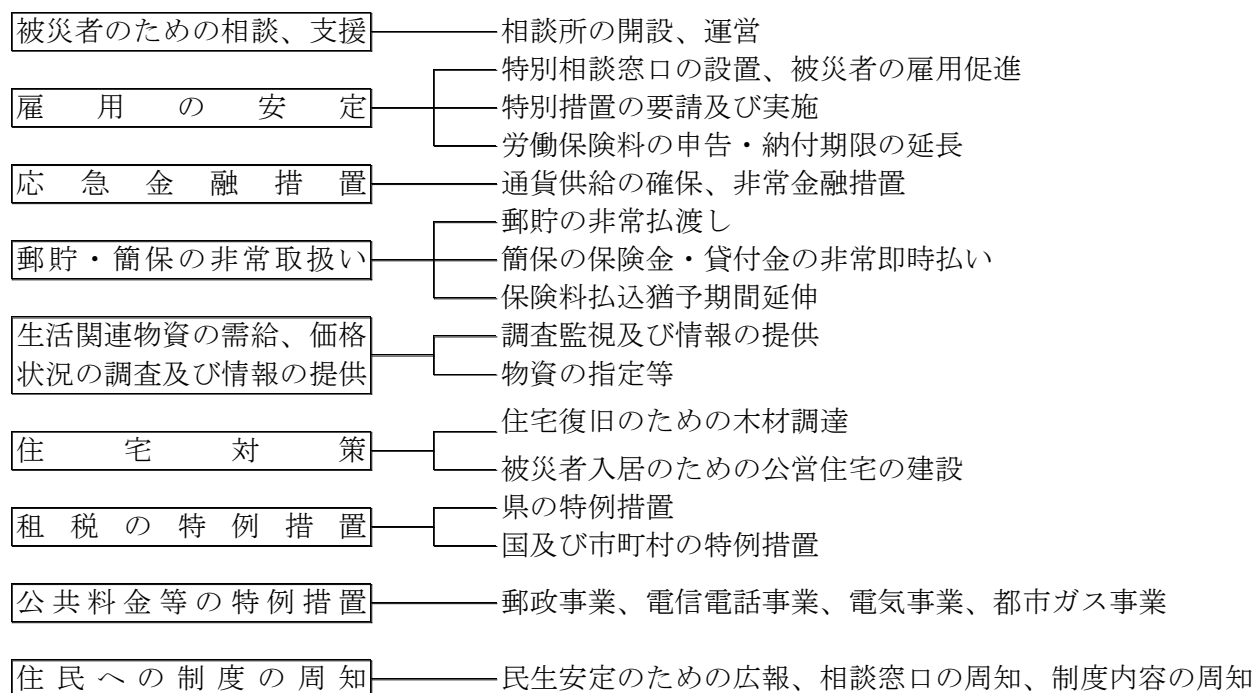 被災者のための相談、支援
相談所の開設、運営
雇用の安定
特別相談窓口の設置、被災者の雇用促進
特別措置の要請及び実施
労働保険料の申告・納付期限の延長
応急金融措置
通貨供給の確保、非常金融措置
郵貯・簡保の非常取扱い
郵貯の非常払渡し
簡保の保険金・貸付金の非常即時払い
保険料払込猶予期間延伸
生活関連物資の需給、価格
状況の調査及び情報の提供
調査監視及び情報の提供
物資の指定等
住宅対策
住宅復旧のための木材調達
被災者入居のための公営住宅の建設
租税の特例措置
県の特例措置
国及び市町村の特例措置
公共料金等の特例措置
郵政事業、電信電話事業、電気事業、都市ガス事業
住民への制度の周知
民生安定のための広報、相談窓口の周知、制度内容の周知